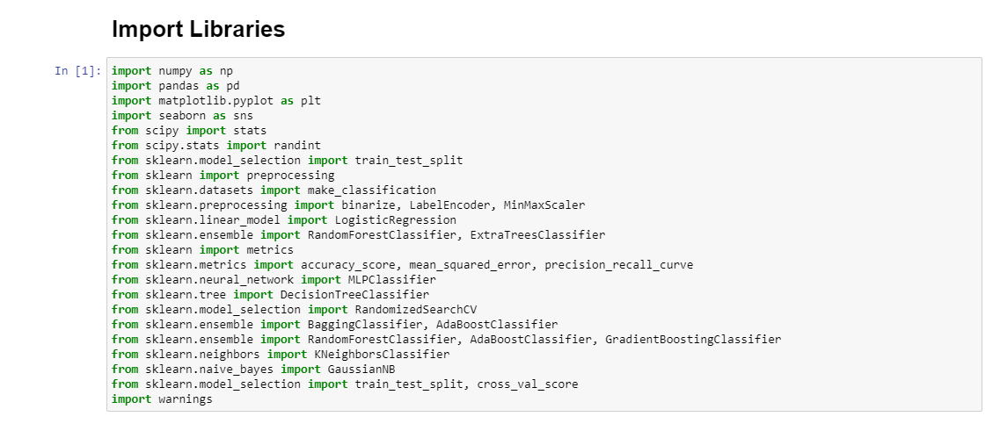 Import Libraries
In [1]: import numpy as np
import pandas as pd
import matplotlib.pyplot as plt
import seaborn as sns
from scipy import stats
from scipy.stats import randint
from sklearn.model_selection import train_test_split
from sklearn import preprocessing
from sklearn.datasets import make_classification
from sklearn.preprocessing import binarize, LabelEncoder, MinMaxScaler
from sklearn.linear_model import LogisticRegression
from sklearn.ensemble import RandomForestClassifier, ExtraTreesClassifier
from sklearn import metrics
from sklearn.metrics import accuracy_score, mean_squared_error, precision_recall_curve
from sklearn.neural_network import MLPClassifier
from sklearn.tree import DecisionTreeClassifier
from sklearn.model_selection import RandomizedSearchCV
from sklearn.ensemble import BaggingClassifier, AdaBoostClassifier
from sklearn.ensemble import RandomForestClassifier, AdaBoostClassifier, GradientBoostingClassifier
from sklearn.neighbors import KNeighborsClassifier
from sklearn.naive_bayes import GaussianNB
from sklearn.model_selection import train_test_split, cross_val_score
import warnings